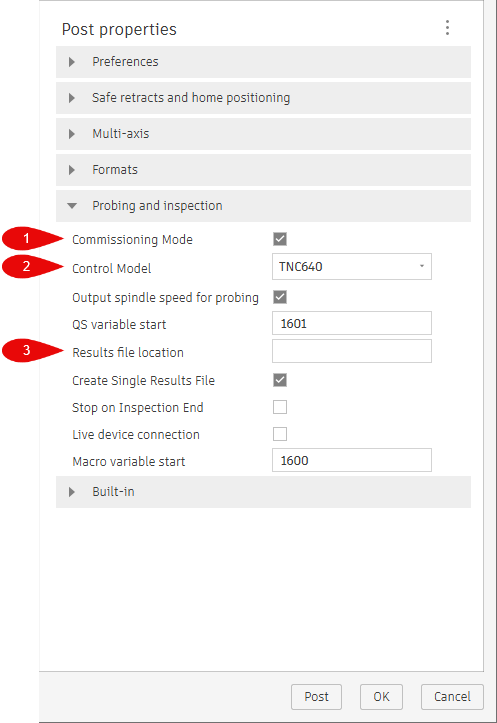 Post properties
Preferences
Safe retracts and home positioning
Multi-axis
Formats
Probing and inspection
1 Commissioning Mode
2 Control Model TNC640
Output spindle speed for probing
QS variable start 1601
3 Results file location
Create Single Results File
Stop on Inspection End
Live device connection
Macro variable start 1600
Built-in
Post OK Cancel